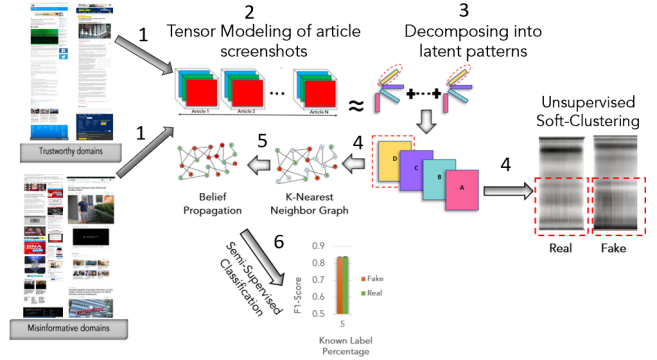 1
2
Tensor Modeling of article
screenshots
3
Decomposing into
latent patterns
Article 1
Article 2
Article N
≈
Trustworthy domains
1
5
4
D
C
B
A
4
Unsupervised
Soft-Clustering
Belief
Propagation
K-Nearest
Neighbor Graph
Real
Fake
Misinformative domains
Semi-Supervised
Classification
6
F1-Score
0.9
0.8
0.7
0.6
0.5
5
Fake
Real
Known Label
Percentage